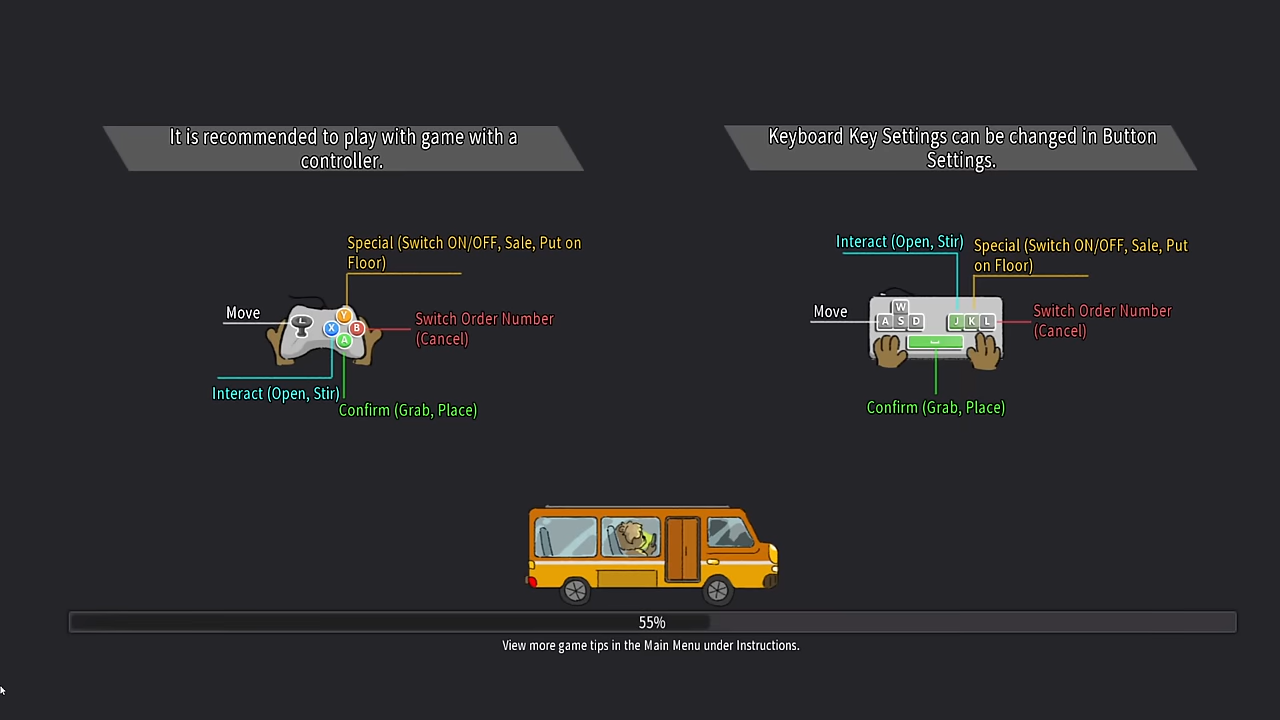 It is recommended to play with game with a
controller.
Keyboard Key Settings can be changed in Button
Settings.
Special (Switch ON/OFF, Sale, Put on
Floor)
Move
Y
X
B
A
Switch Order Number
(Cancel)
Interact (Open, Stir)
Confirm (Grab, Place)
Interact (Open, Stir)
Special (Switch ON/OFF, Sale, Put
on Floor)
Move
W
A S D
J K L
Switch Order Number
(Cancel)
Confirm (Grab, Place)
55%
View more game tips in the Main Menu under Instructions.